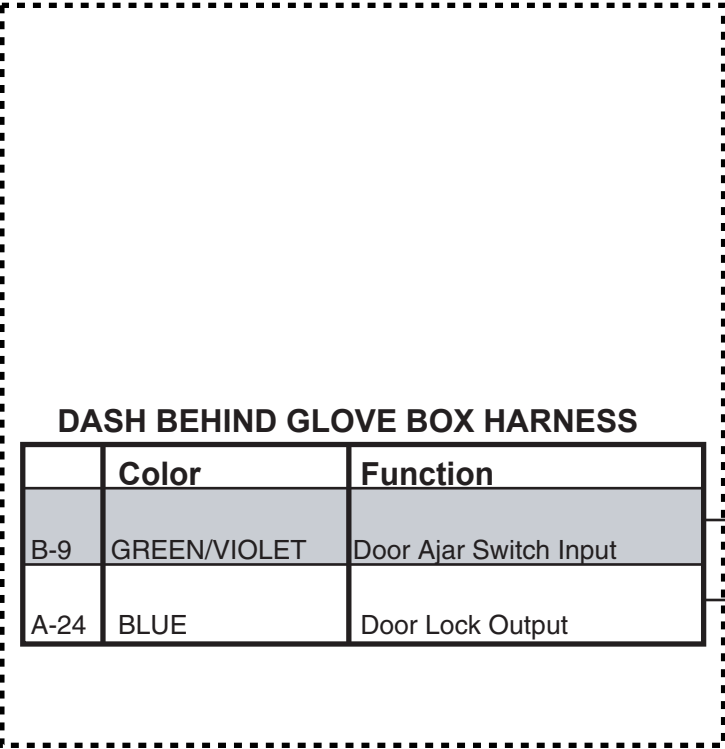 DASH BEHIND GLOVE BOX HARNESS
Color Function
B-9 GREEN/VIOLET Door Ajar Switch Input
A-24 BLUE Door Lock Output